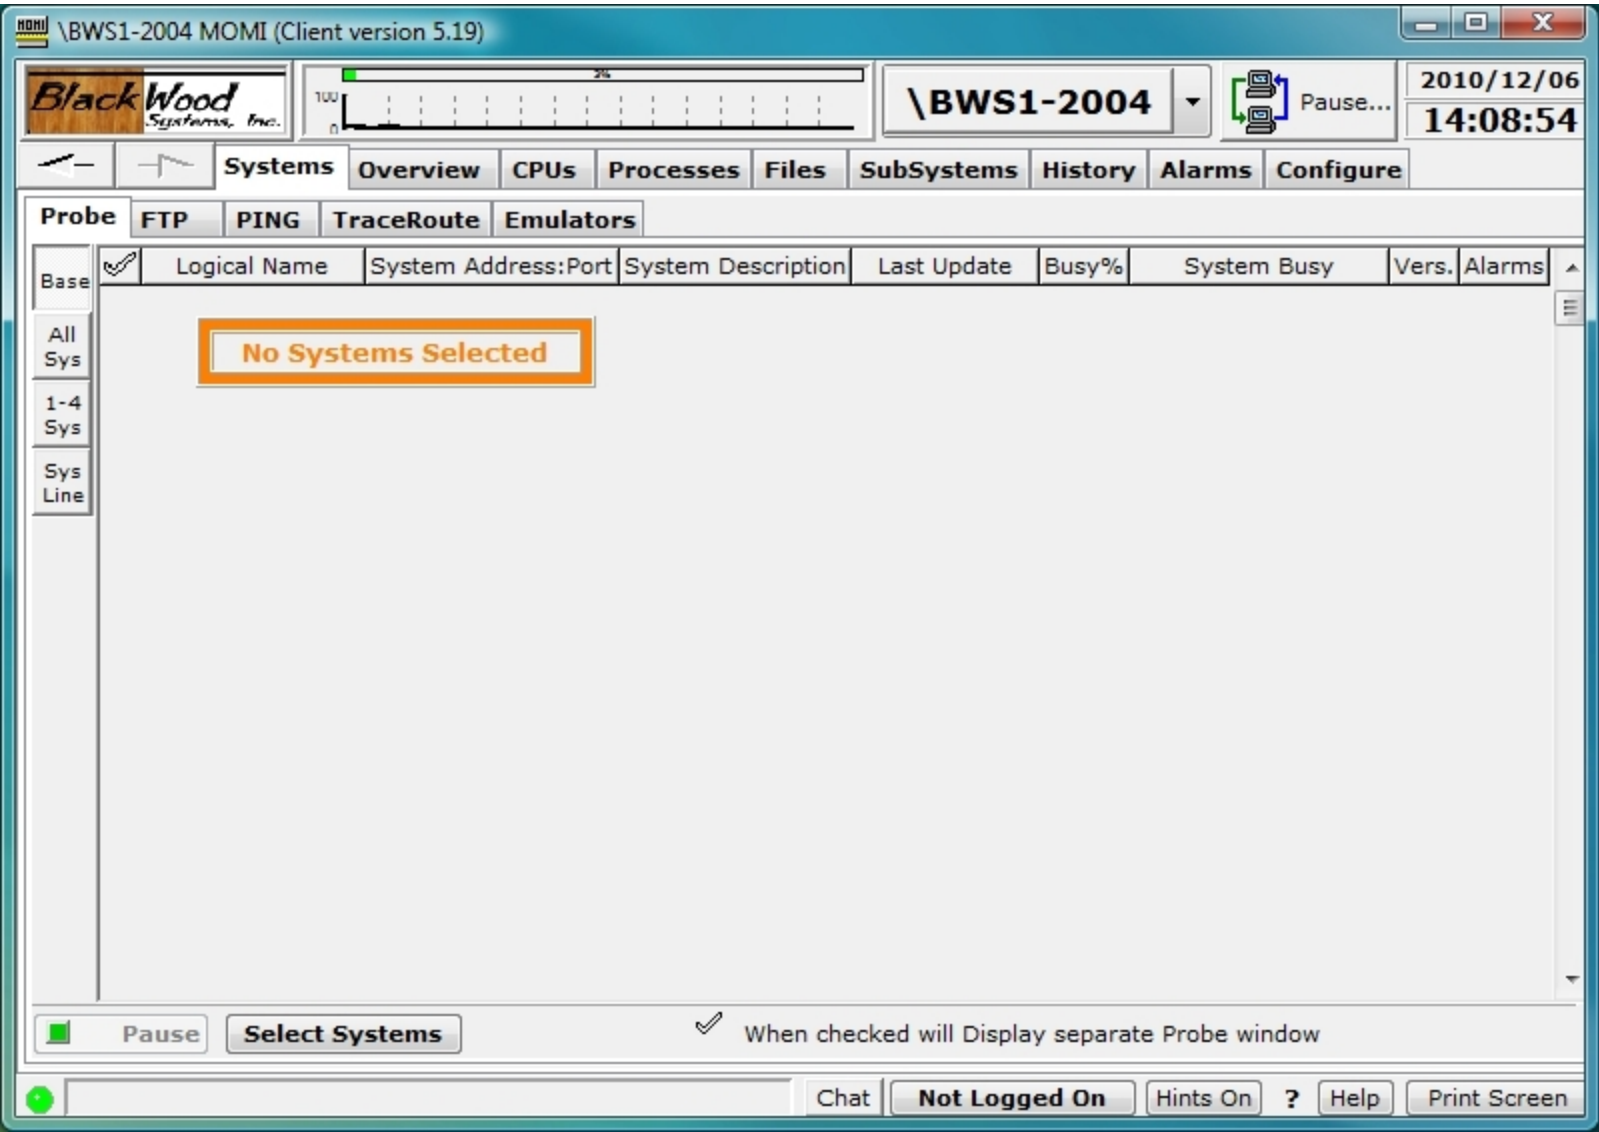 MOMI \BWS1-2004 MOMI (Client version 5.19)
BlackWood
Systems, Inc.
3%
100
0
\BWS1-2004
Pause...
2010/12/06
14:08:54
Systems Overview CPUs Processes Files SubSystems History Alarms Configure
Probe FTP PING TraceRoute Emulators
Base
Logical Name System Address:Port System Description Last Update Busy% System Busy Vers. Alarms
All
Sys
1-4
Sys
Sys
Line
No Systems Selected
Pause Select Systems When checked will Display separate Probe window
Chat Not Logged On Hints On ? Help Print Screen